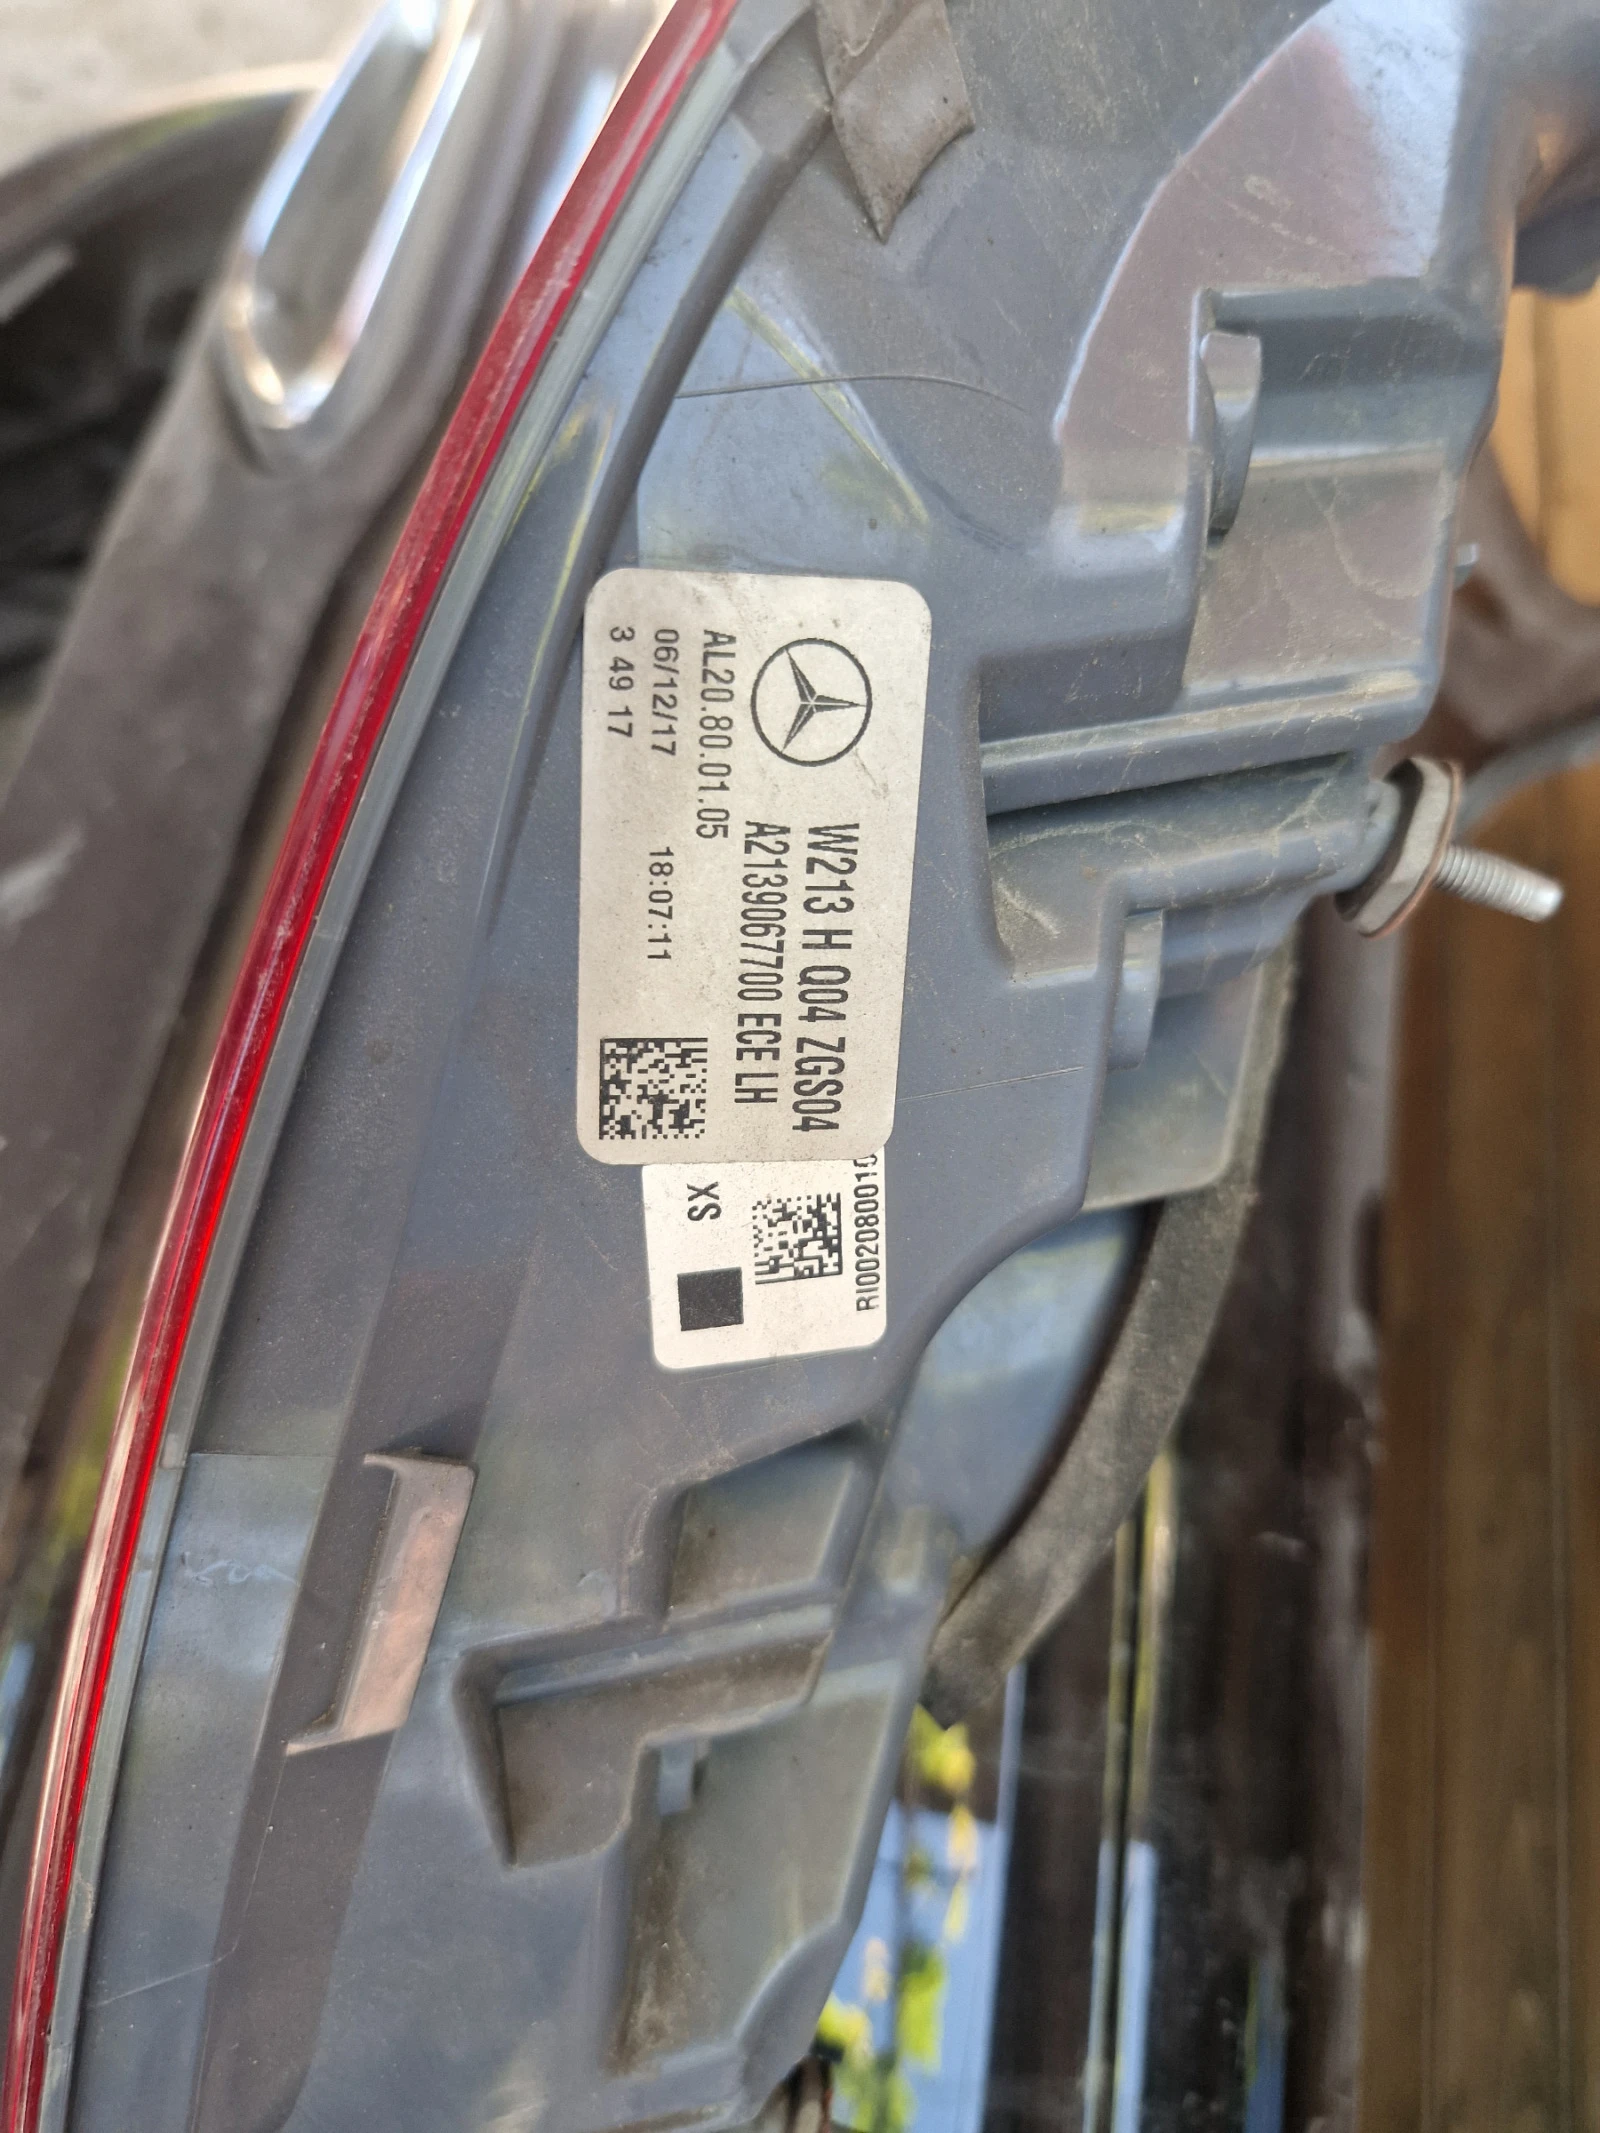 W213 H Q04 ZGS04
A2139067700 ECE LH
AL20.80.01.05
06/12/17 18:07:11
3 49 17
RI002080010
XS